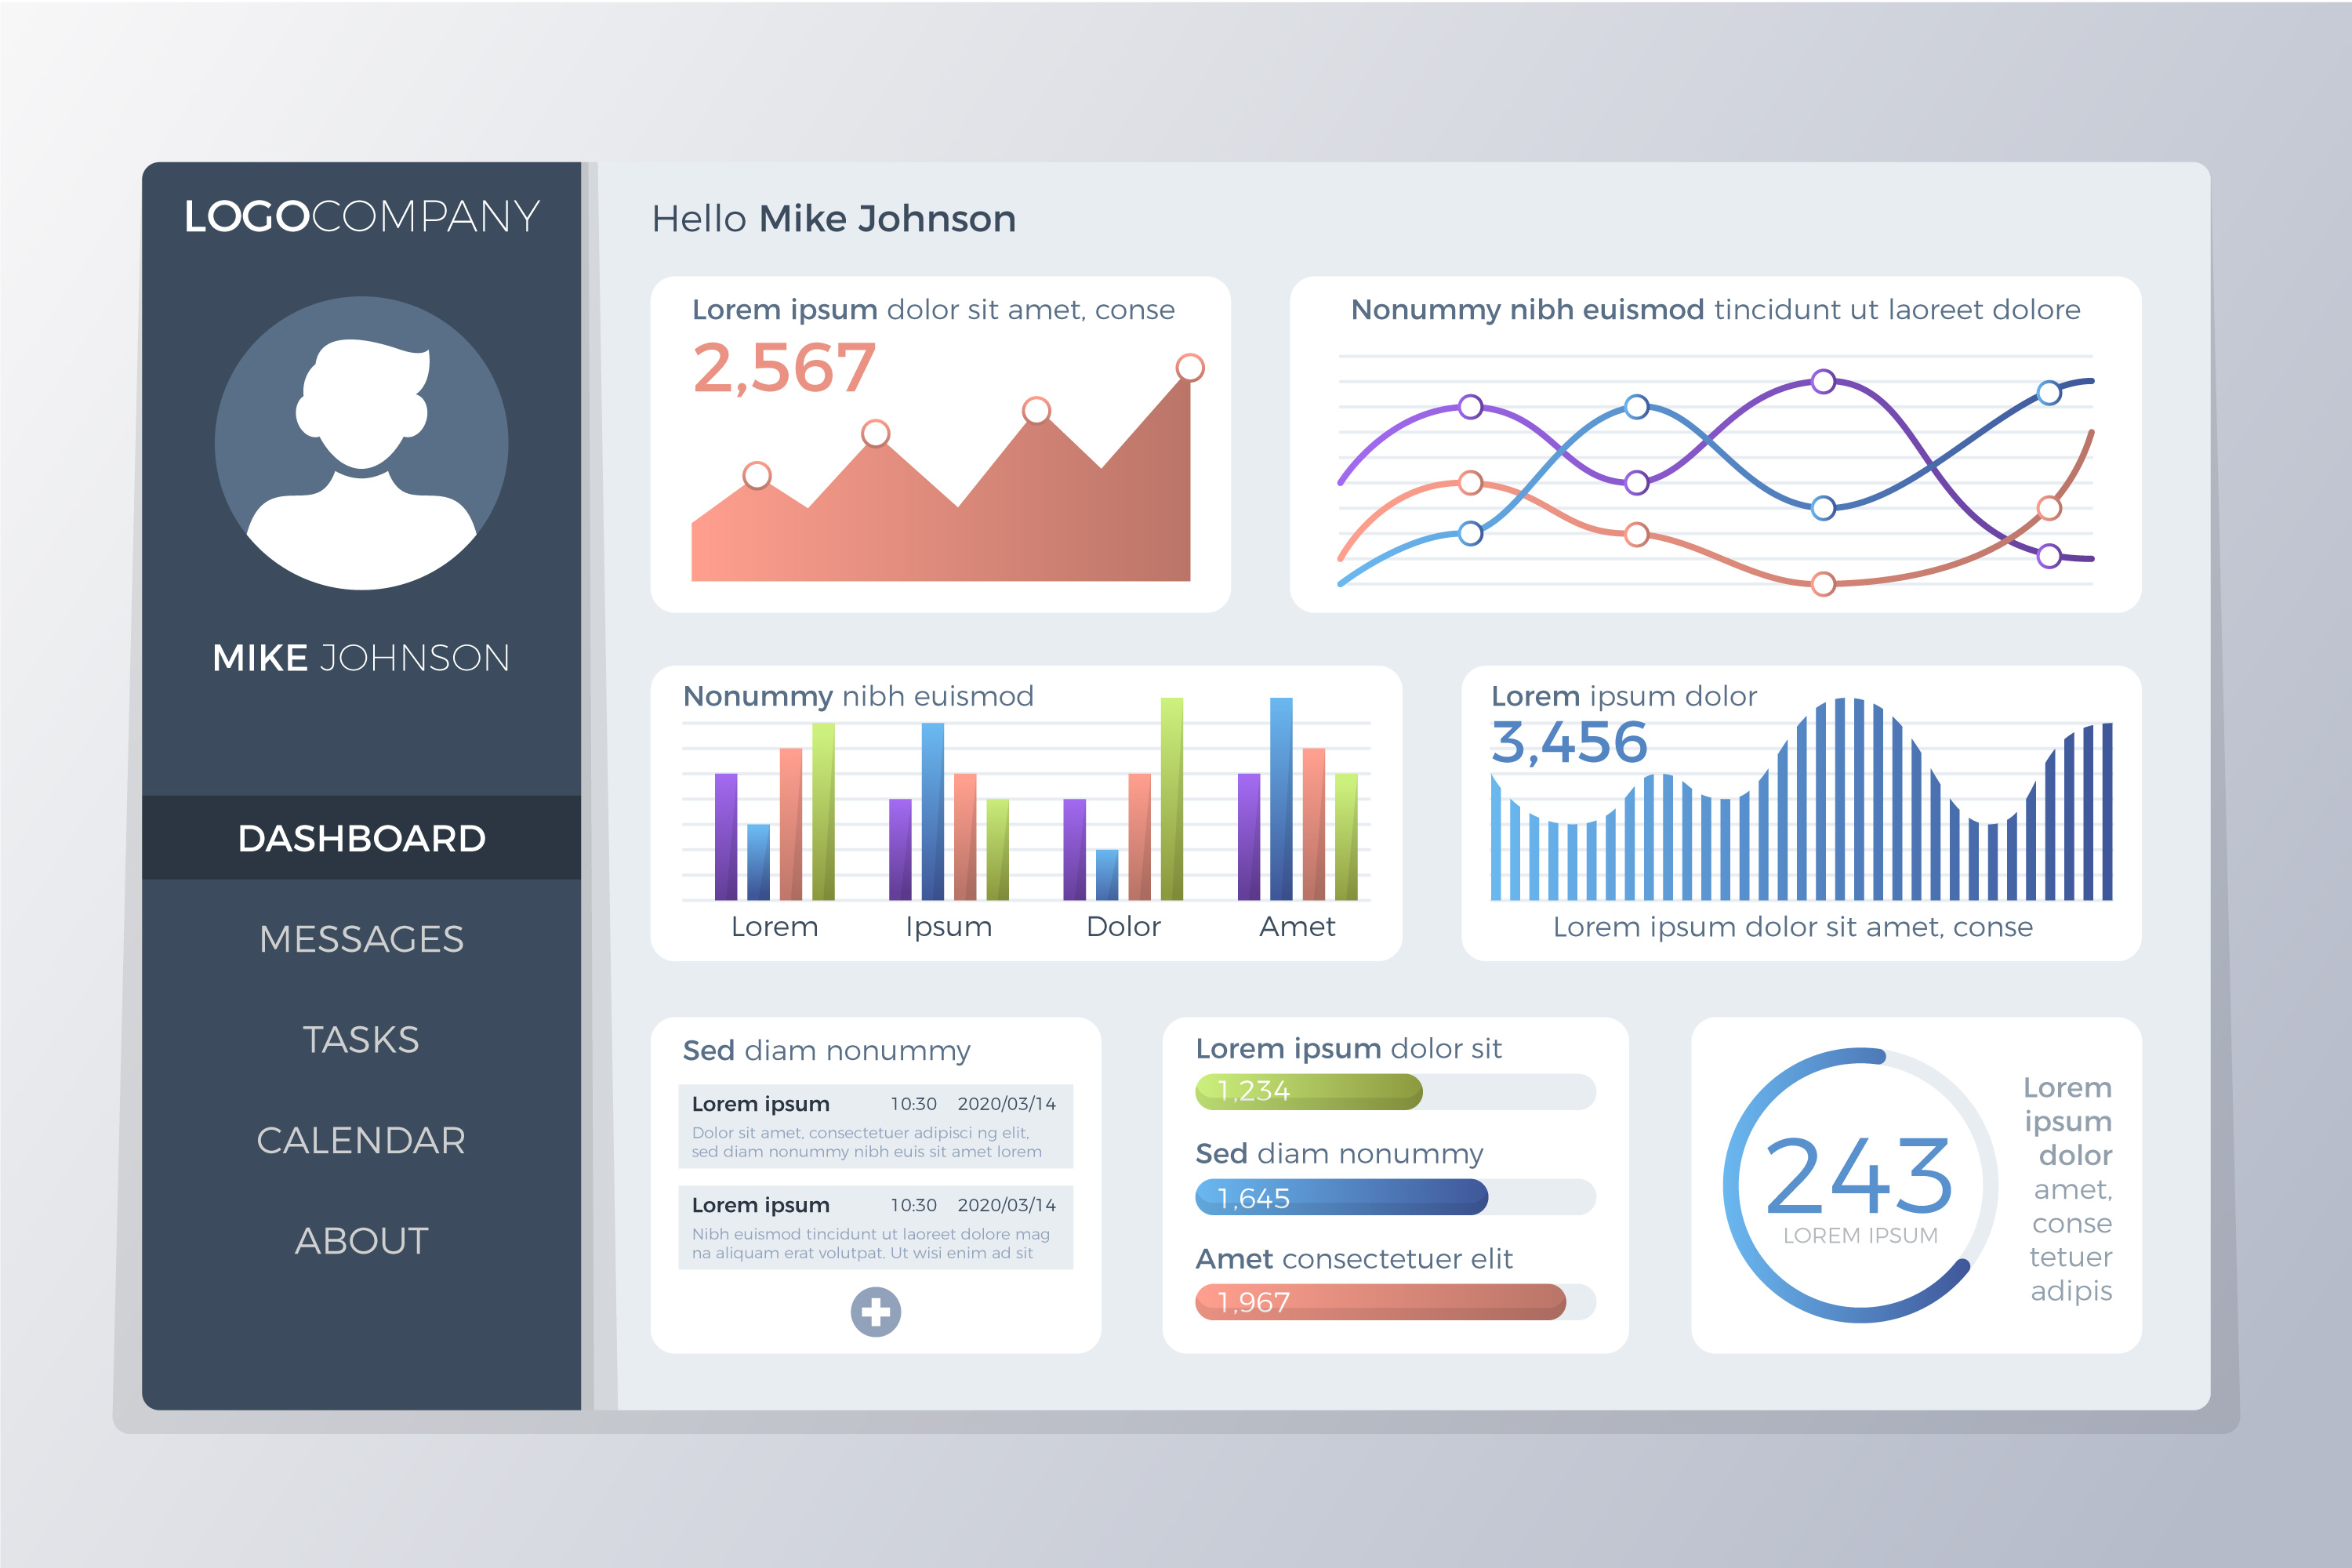 LOGOCOMPANY
MIKE JOHNSON
DASHBOARD
MESSAGES
TASKS
CALENDAR
ABOUT
Hello Mike Johnson
Lorem ipsum dolor sit amet, conse
2,567
Nonummy nibh euismod tincidunt ut laoreet dolore
Nonummy nibh euismod
Lorem Ipsum Dolor Amet
Lorem ipsum dolor
3,456
Lorem ipsum dolor sit amet, conse
Sed diam nonummy
Lorem ipsum 10:30 2020/03/14
Dolor sit amet, consectetuer adipisci ng elit,
sed diam nonummy nibh euis sit amet lorem
Lorem ipsum 10:30 2020/03/14
Nibh euismod tincidunt ut laoreet dolore mag
na aliquam erat volutpat. Ut wisi enim ad sit
Lorem ipsum dolor sit
1,234
Sed diam nonummy
1,645
Amet consectetuer elit
1,967
243
LOREM IPSUM
Lorem
ipsum
dolor
amet,
conse
tetuer
adipis